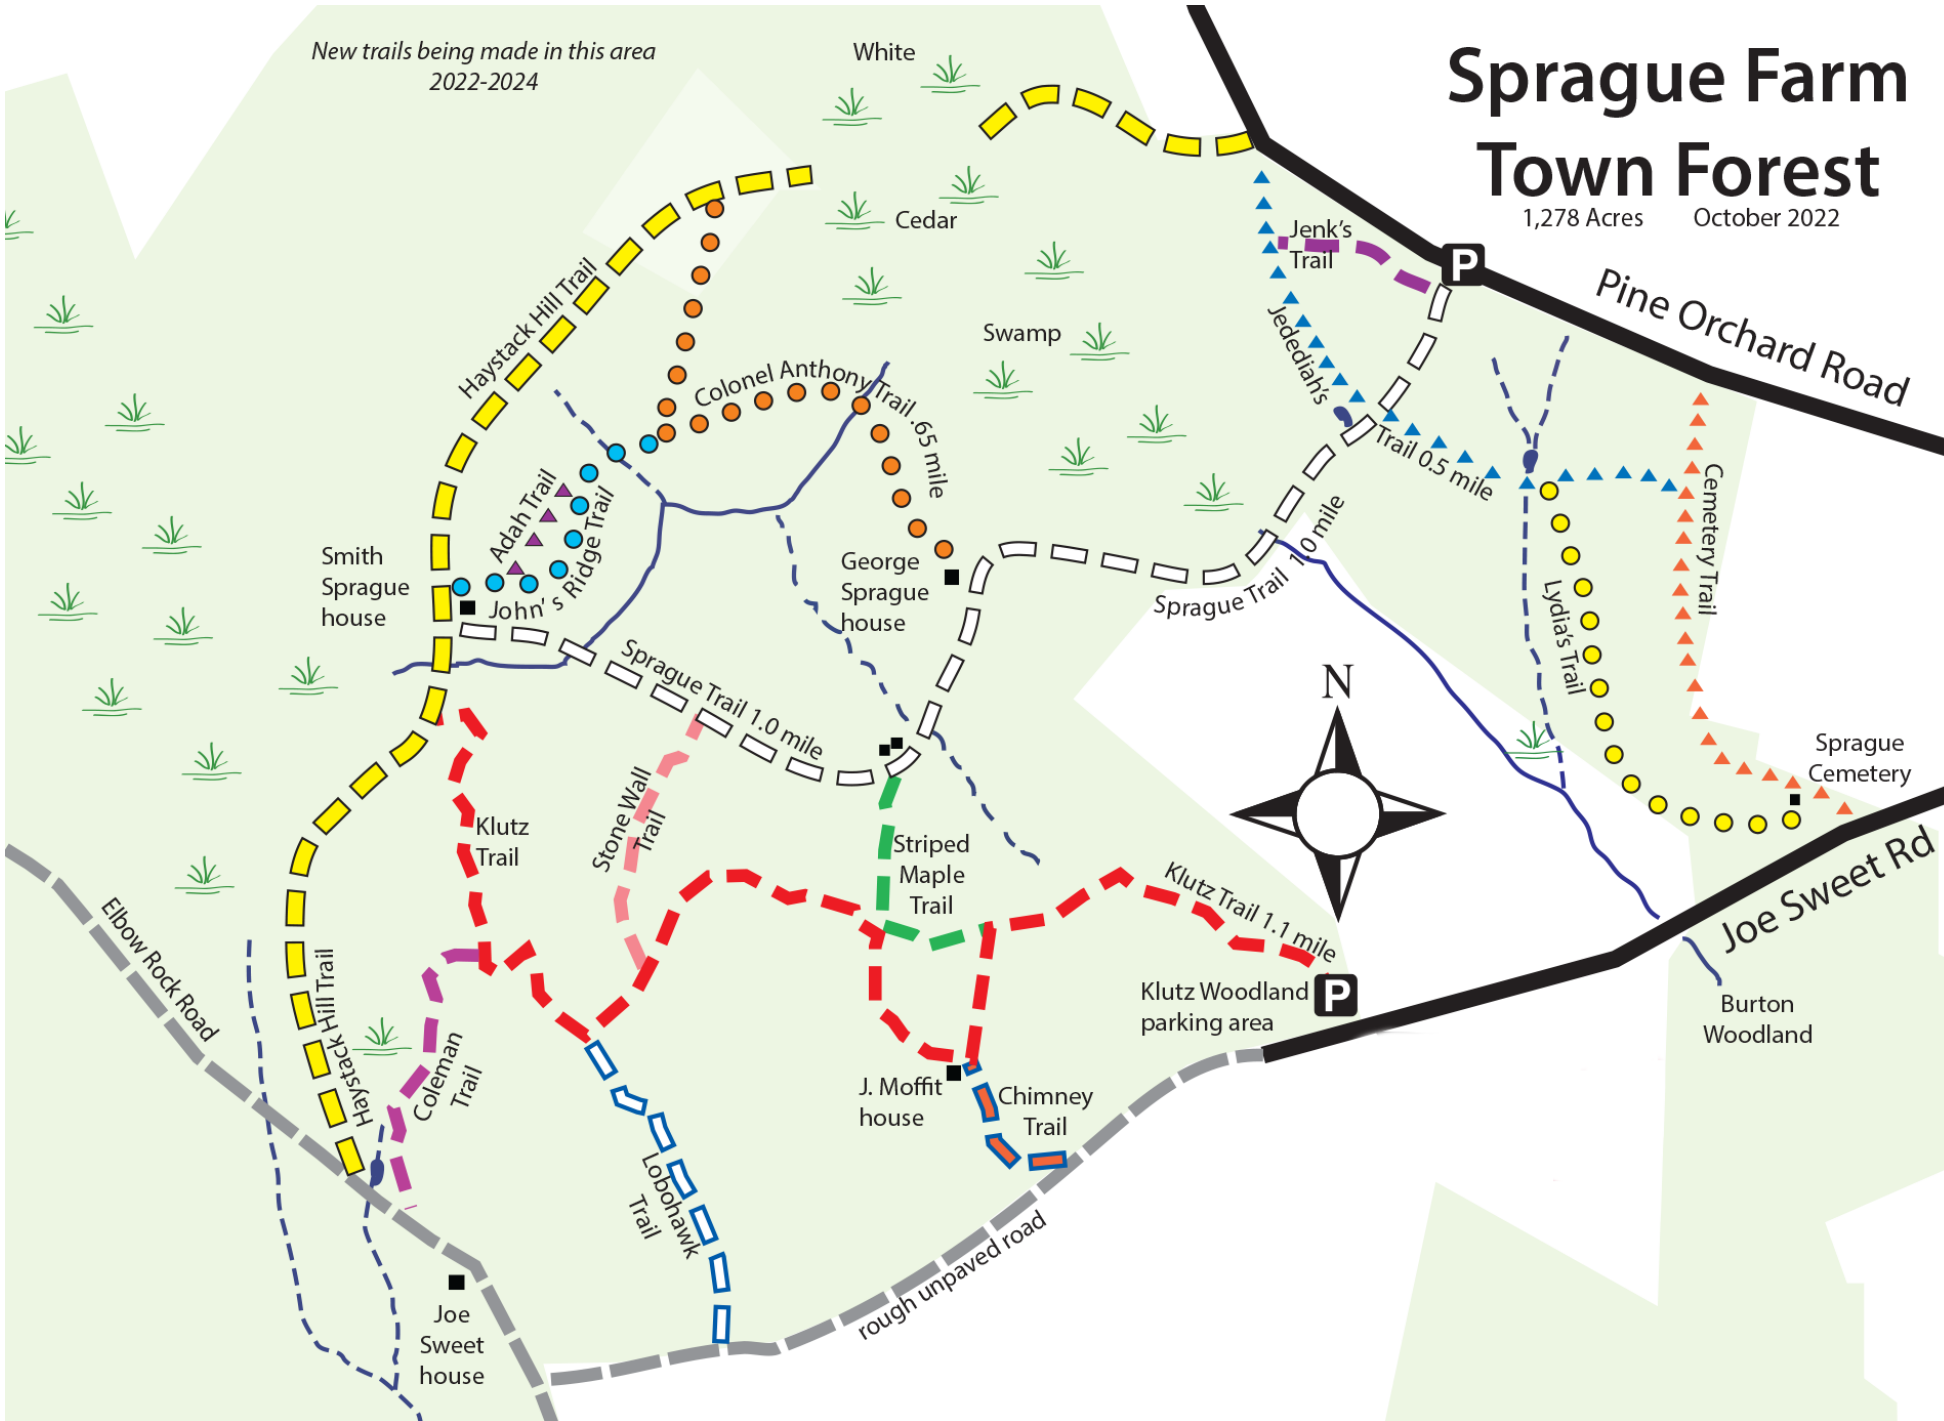 New trails being made in this area
2022-2024
White
Sprague Farm
Town Forest
1,278 Acres October 2022
Cedar
Jenk's
Trail
P
Pine Orchard Road
Haystack Hill Trail
Swamp
Jedediah's
Trail 0.5 mile
Colonel Anthony Trail .65 mile
Cemetery Trail
Adah Trail
John's Ridge Trail
Smith
Sprague
house
George
Sprague
house
Sprague Trail 1.0 mile
Lydia's Trail
Sprague Trail 1.0 mile
N
Sprague
Cemetery
Stone Wall
Trail
Klutz
Trail
Striped
Maple
Trail
Klutz Trail 1.1 mile
Joe Sweet Rd
Elbow Rock Road
Haystack Hill Trail
Klutz Woodland
parking area
P
Burton
Woodland
Coleman
Trail
J. Moffit
house
Chimney
Trail
Lobohawk
Trail
rough unpaved road
Joe
Sweet
house